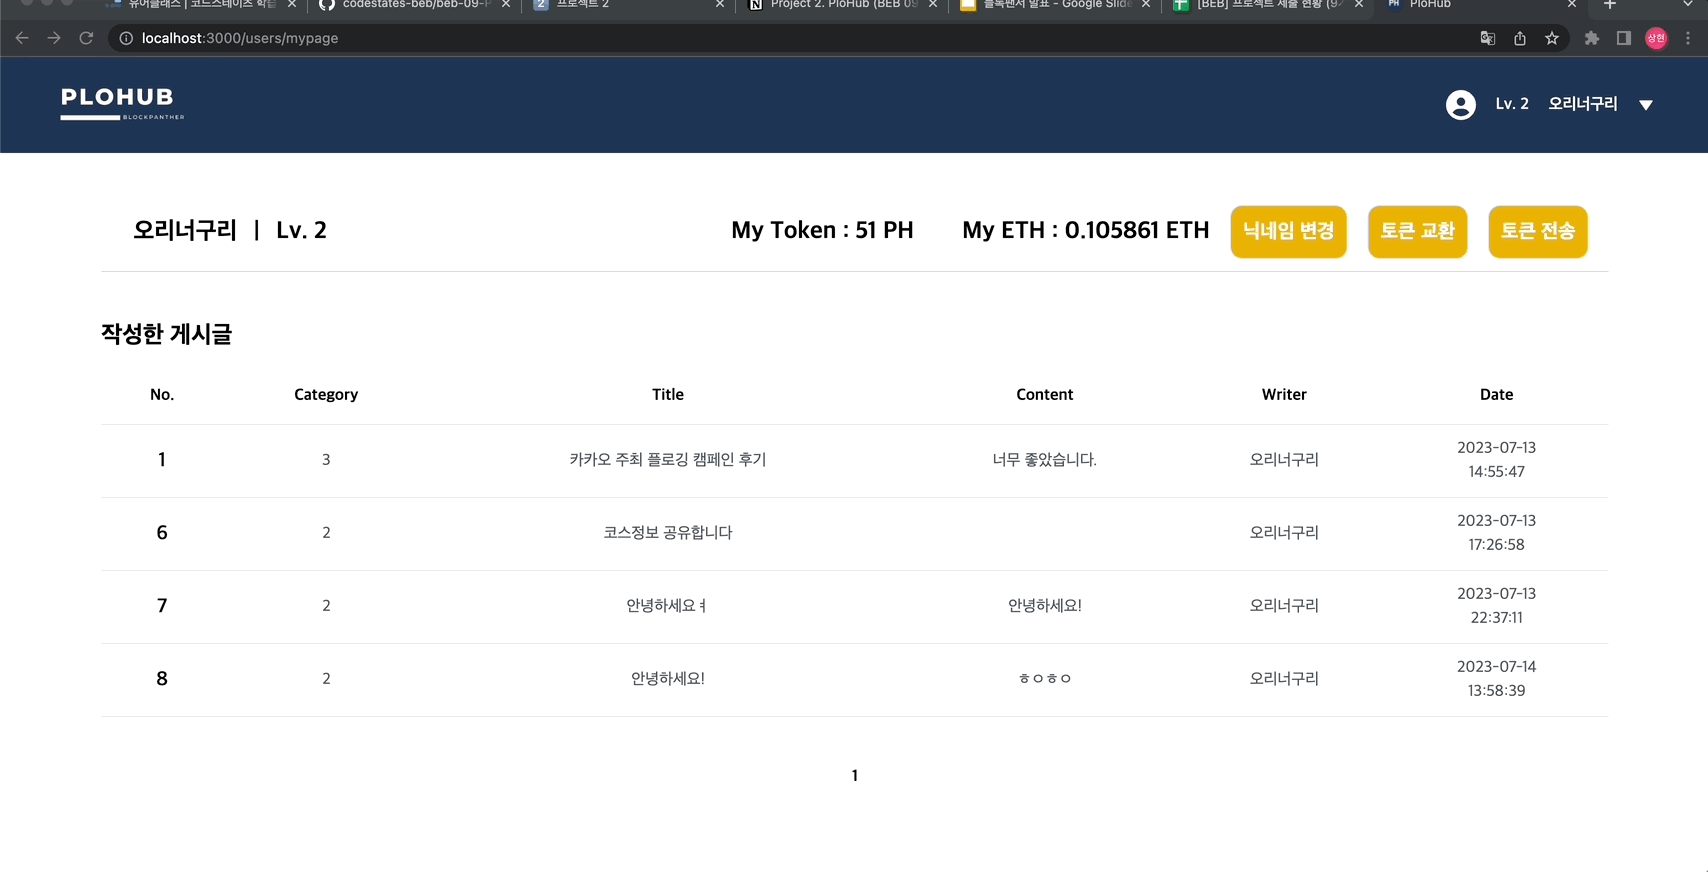 유어클래스 | 코드스테이츠 학습
codestates-beb/beb-09-P
프로젝트 2
Project 2. PloHub (BEB 09
블록팬서 발표 - Google Slide
[BEB] 프로젝트 제출 현황 (9
PloHub
localhost:3000/users/mypage
상현
PLOHUB
BLOCKPANTHER
Lv. 2 오리너구리
오리너구리 | Lv. 2
My Token : 51 PH
My ETH : 0.105861 ETH
닉네임 변경
토큰 교환
토큰 전송
작성한 게시글
No. Category Title Content Writer Date
1 3 카카오 주최 플로깅 캠페인 후기 너무 좋았습니다. 오리너구리 2023-07-13
14:55:47
6 2 코스정보 공유합니다 오리너구리 2023-07-13
17:26:58
7 2 안녕하세요ㅕ 안녕하세요! 오리너구리 2023-07-13
22:37:11
8 2 안녕하세요! ㅎㅇㅎㅇ 오리너구리 2023-07-14
13:58:39
1